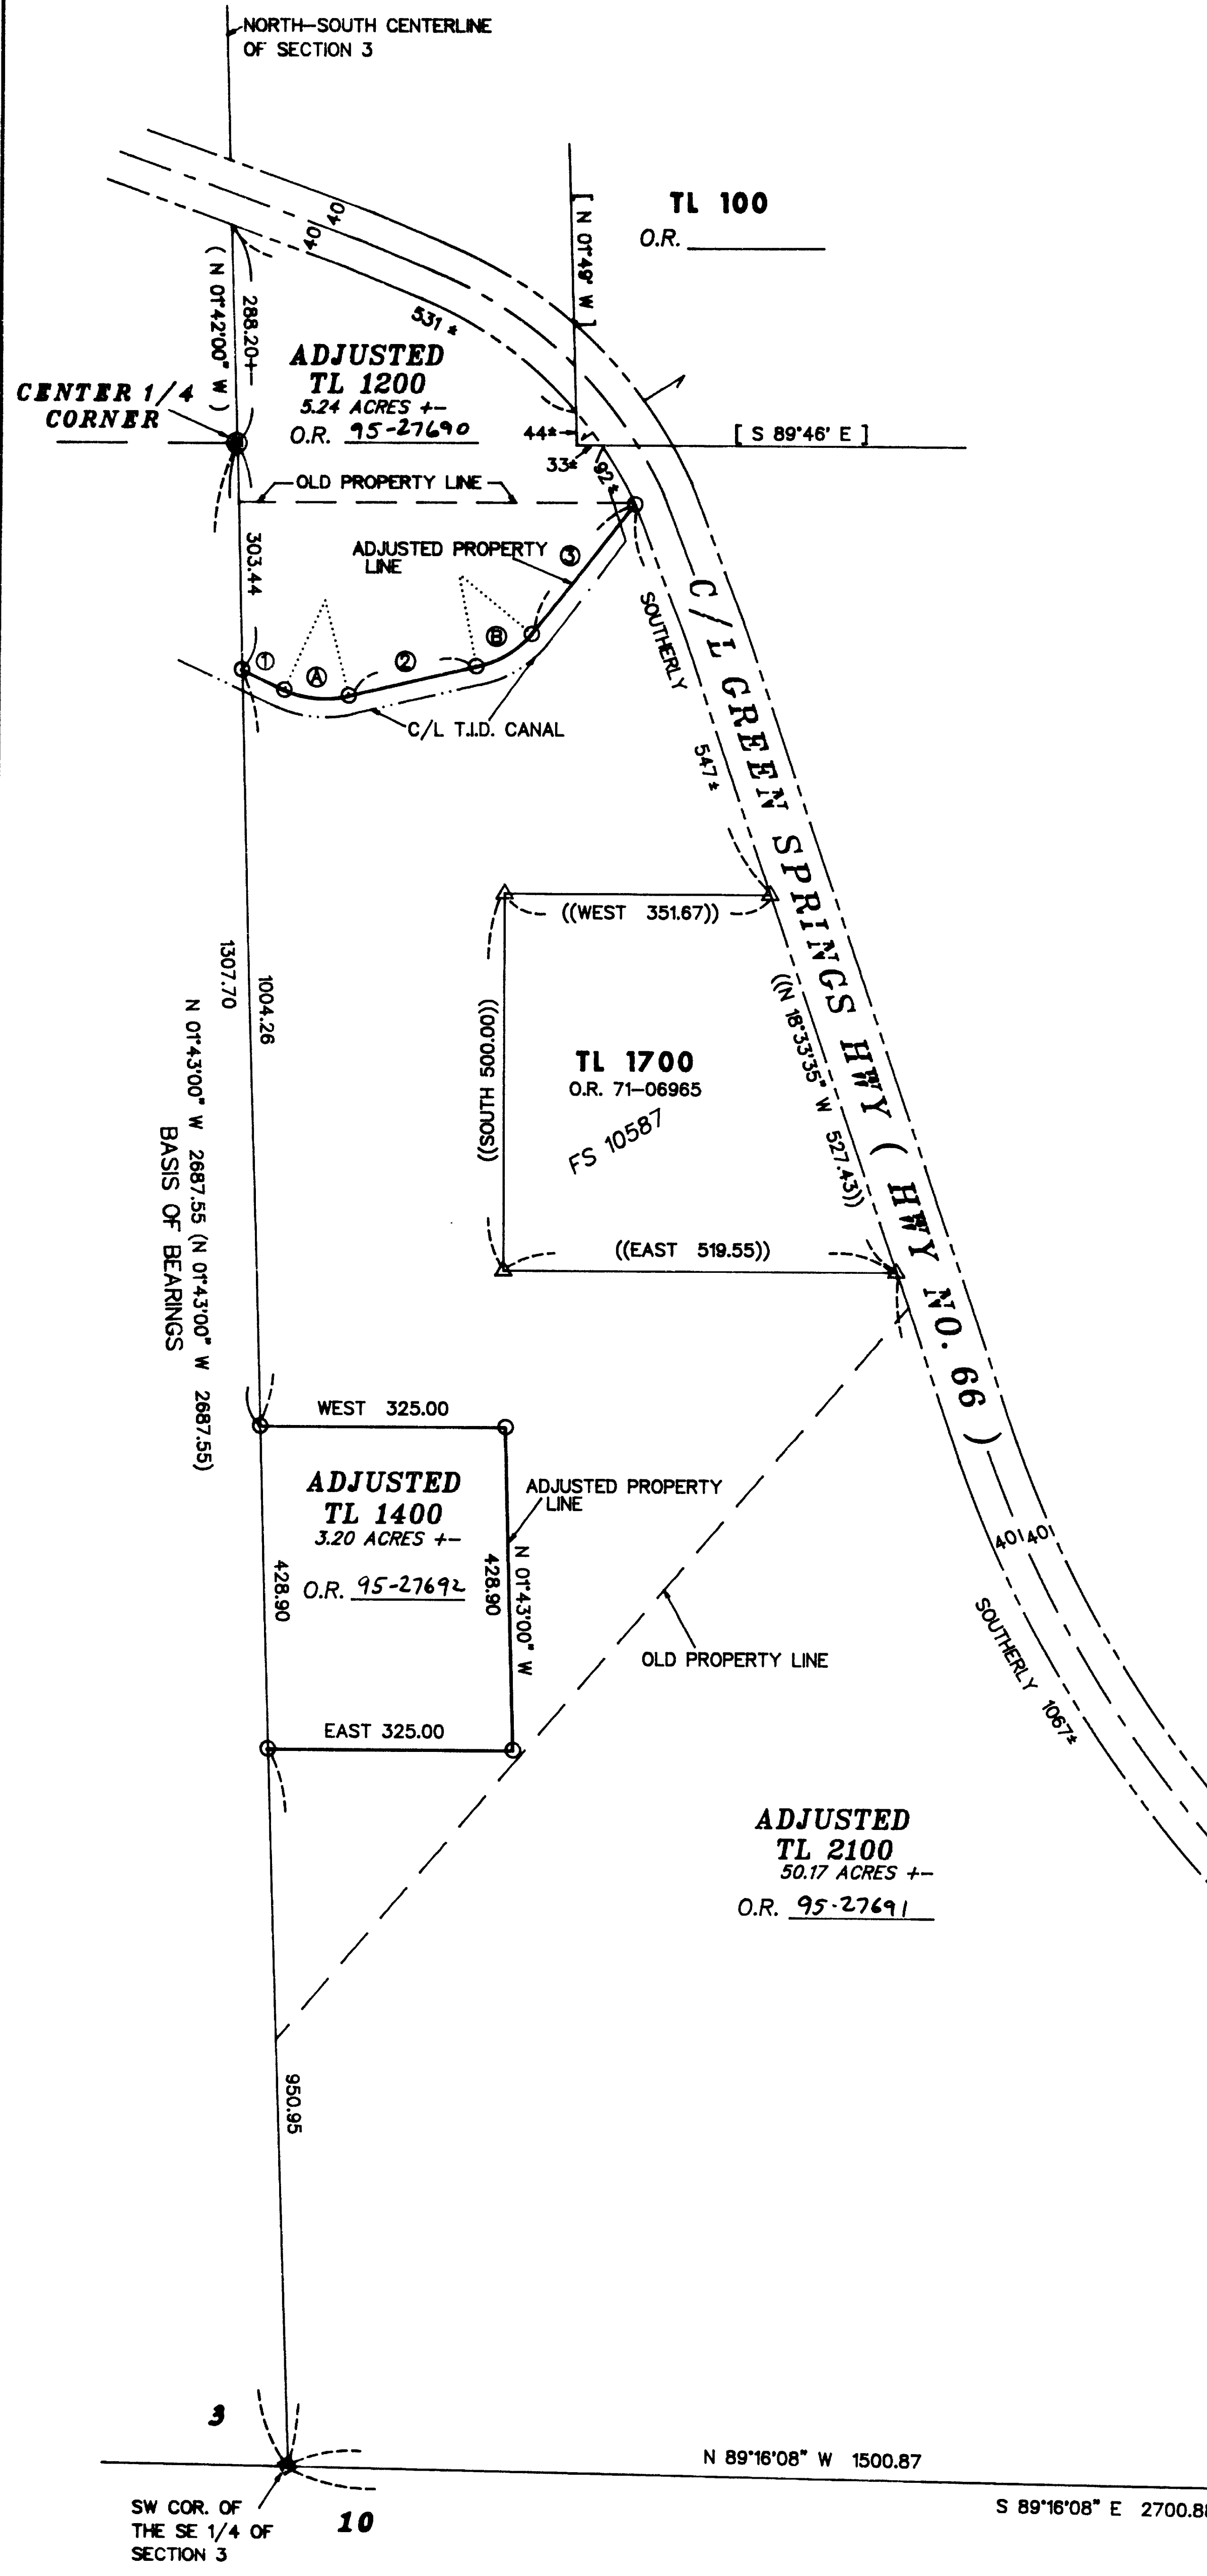 NORTH-SOUTH CENTERLINE
OF SECTION 3
TL 100
O.R.
[ N 01°49' W ]
40 40
( N 01°42'00" W )
288.20+
531 ±
ADJUSTED
TL 1200
5.24 ACRES +-
O.R. 95-27690
CENTER 1/4
CORNER
44±
33±
92±
[ S 89°46' E ]
OLD PROPERTY LINE
303.44
ADJUSTED PROPERTY
LINE
3
B
1
A
2
C/L T.I.D. CANAL
SOUTHERLY 547±
C/L GREEN SPRINGS HWY ( HWY NO. 66 )
((WEST 351.67))
1307.70
1004.26
((SOUTH 500.00))
TL 1700
O.R. 71-06965
FS 10587
((N 18°33'35" W 527.43))
((EAST 519.55))
N 01°43'00" W 2687.55 (N 01°43'00" W 2687.55)
BASIS OF BEARINGS
WEST 325.00
ADJUSTED
TL 1400
3.20 ACRES +-
O.R. 95-27692
428.90
428.90
N 01°43'00" W
ADJUSTED PROPERTY
LINE
EAST 325.00
OLD PROPERTY LINE
40' 40'
SOUTHERLY 1067±
ADJUSTED
TL 2100
50.17 ACRES +-
O.R. 95-27691
950.95
3
10
SW COR. OF
THE SE 1/4 OF
SECTION 3
N 89°16'08" W 1500.87
S 89°16'08" E 2700.88